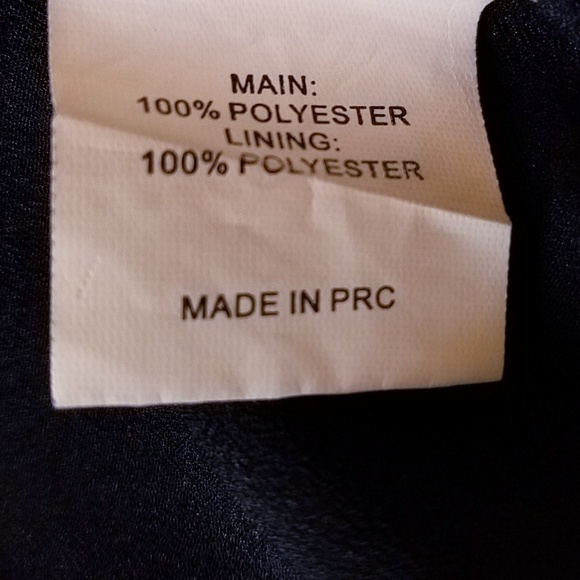 MAIN:
100% POLYESTER
LINING:
100% POLYESTER
MADE IN PRC